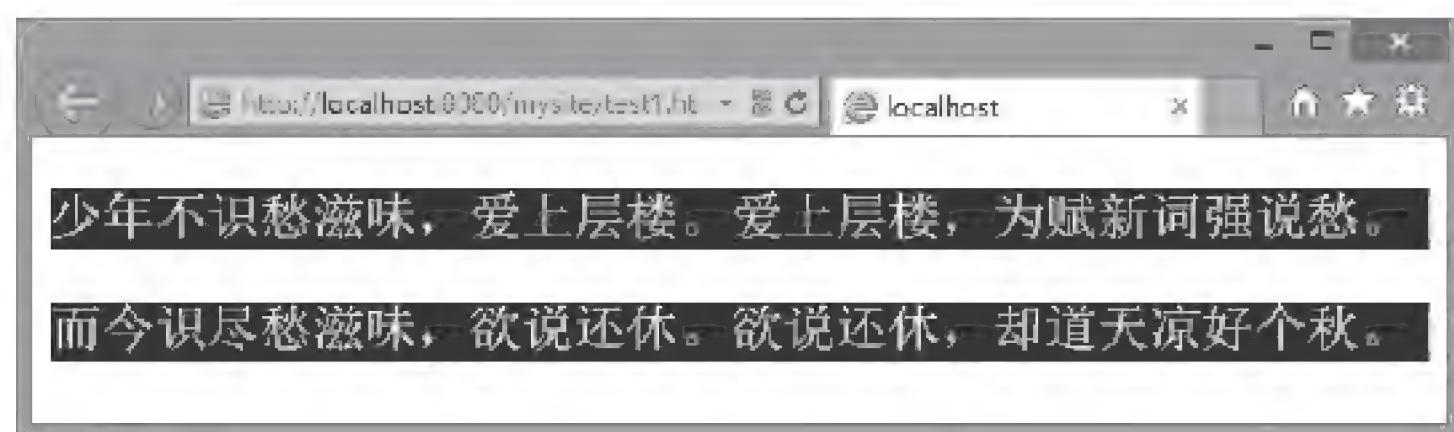 http://localhost:8080/mysite/test1.ht
localhost
少年不识愁滋味，爱上层楼。爱上层楼，为赋新词强说愁。
而今识尽愁滋味，欲说还休。欲说还休，却道天凉好个秋。